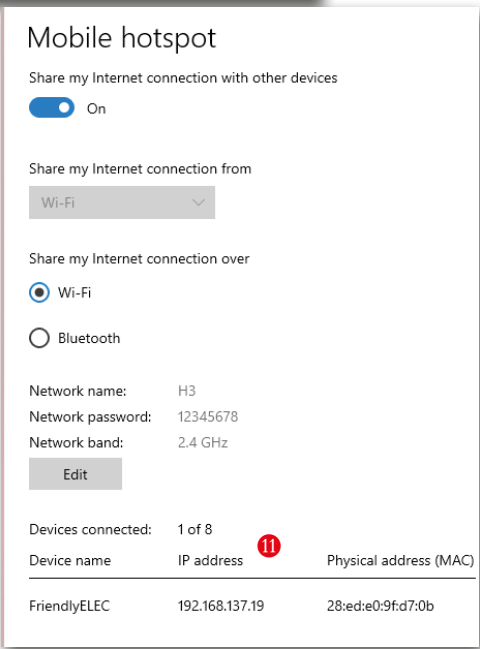 Mobile hotspot
Share my Internet connection with other devices
On
Share my Internet connection from
Wi-Fi
Share my Internet connection over
Wi-Fi
Bluetooth
Network name: H3
Network password: 12345678
Network band: 2.4 GHz
Edit
Devices connected: 1 of 8
11
Device name IP address Physical address (MAC)
FriendlyELEC 192.168.137.19 28:ed:e0:9f:d7:0b